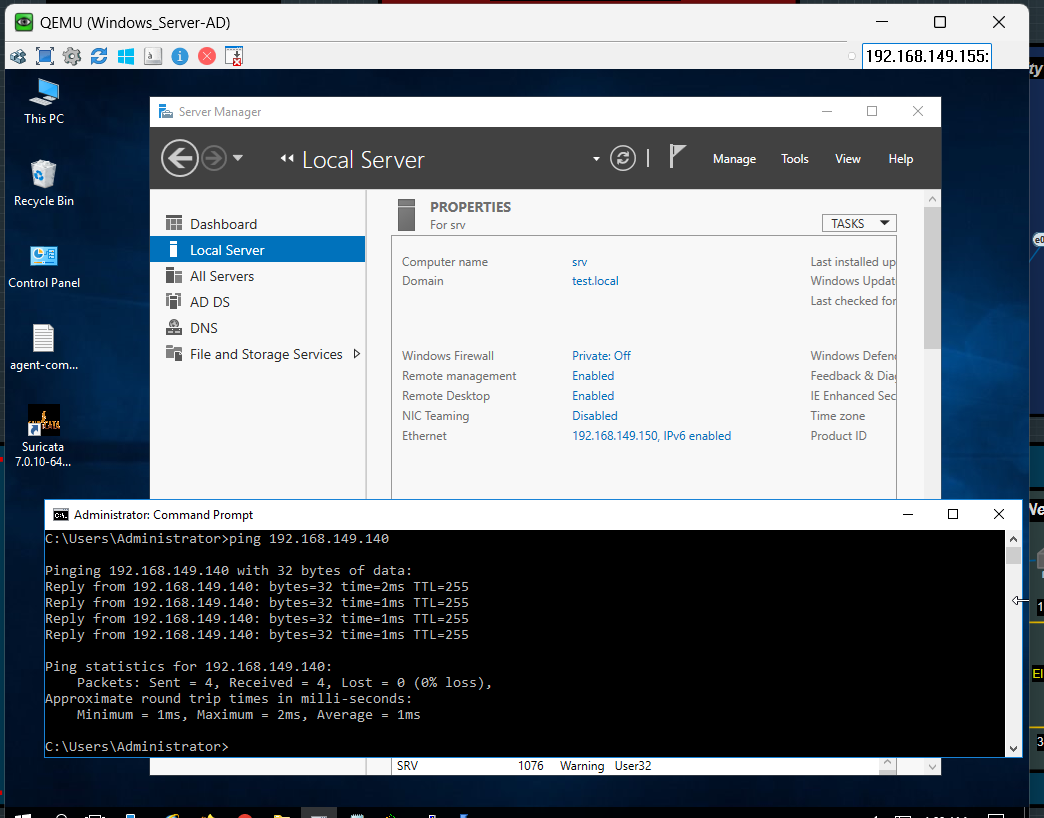 QEMU (Windows_Server-AD)
192.168.149.155:
This PC
Recycle Bin
Control Panel
agent-com...
Suricata
7.0.10-64...
Server Manager
Local Server
Manage
Tools
View
Help
Dashboard
Local Server
All Servers
AD DS
DNS
File and Storage Services
PROPERTIES
For srv
TASKS
Computer name
srv
Last installed up
Domain
test.local
Windows Updat
Last checked for
Windows Firewall
Private: Off
Windows Defen
Remote management
Enabled
Feedback & Dia
Remote Desktop
Enabled
IE Enhanced Sec
NIC Teaming
Disabled
Time zone
Ethernet
192.168.149.150, IPv6 enabled
Product ID
Administrator: Command Prompt
C:\Users\Administrator>ping 192.168.149.140
Pinging 192.168.149.140 with 32 bytes of data:
Reply from 192.168.149.140: bytes=32 time=2ms TTL=255
Reply from 192.168.149.140: bytes=32 time=1ms TTL=255
Reply from 192.168.149.140: bytes=32 time=1ms TTL=255
Reply from 192.168.149.140: bytes=32 time=1ms TTL=255
Ping statistics for 192.168.149.140:
Packets: Sent = 4, Received = 4, Lost = 0 (0% loss),
Approximate round trip times in milli-seconds:
Minimum = 1ms, Maximum = 2ms, Average = 1ms
C:\Users\Administrator>
SRV 1076 Warning User32
ty
e0
Ne
1
El
3